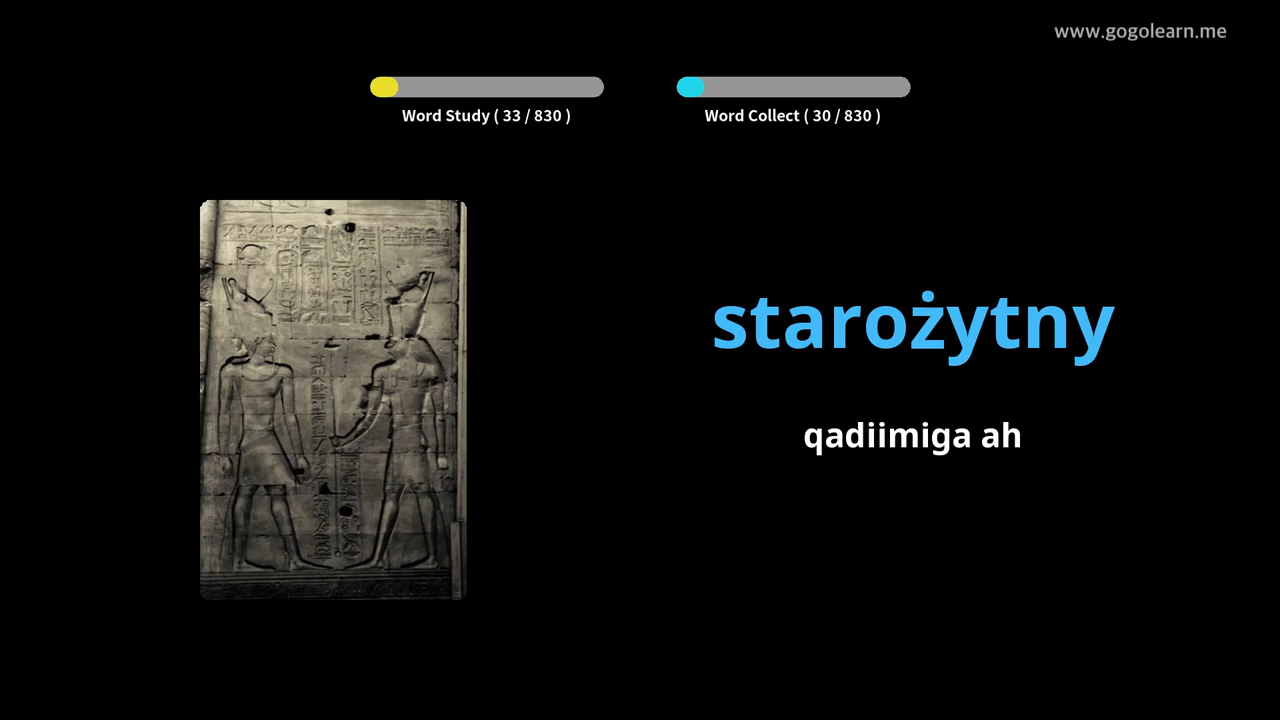 www.gogolearn.me
Word Study ( 33 / 830 )
Word Collect ( 30 / 830 )
starożytny
qadiimiga ah